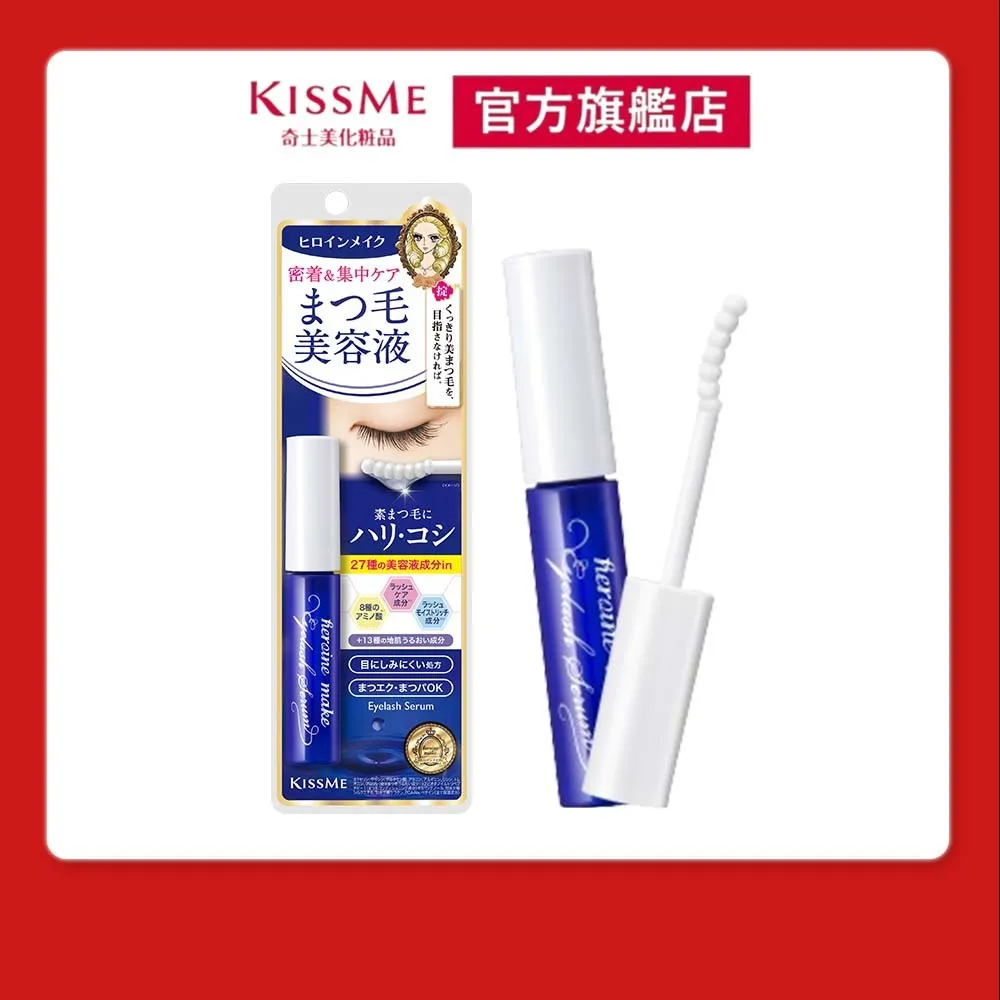 KISSME
奇士美化粧品
官方旗艦店
ヒロインメイク
密着&集中ケア
まつ毛
美容液
掟
くっきり美まつ毛を、
目指さなければ。
素まつ毛に
ハリ・コシ
27種の美容液成分in
8種の
アミノ酸
ラッシュ
ケア
成分
ラッシュ
モイストリッチ
成分
+13種の地肌うるおい成分
目にしみにくい処方
まつエク・まつパOK
Eyelash Serum
heroine make
Eyelash Serum
KISSME
heroine make
Eyelash Serum